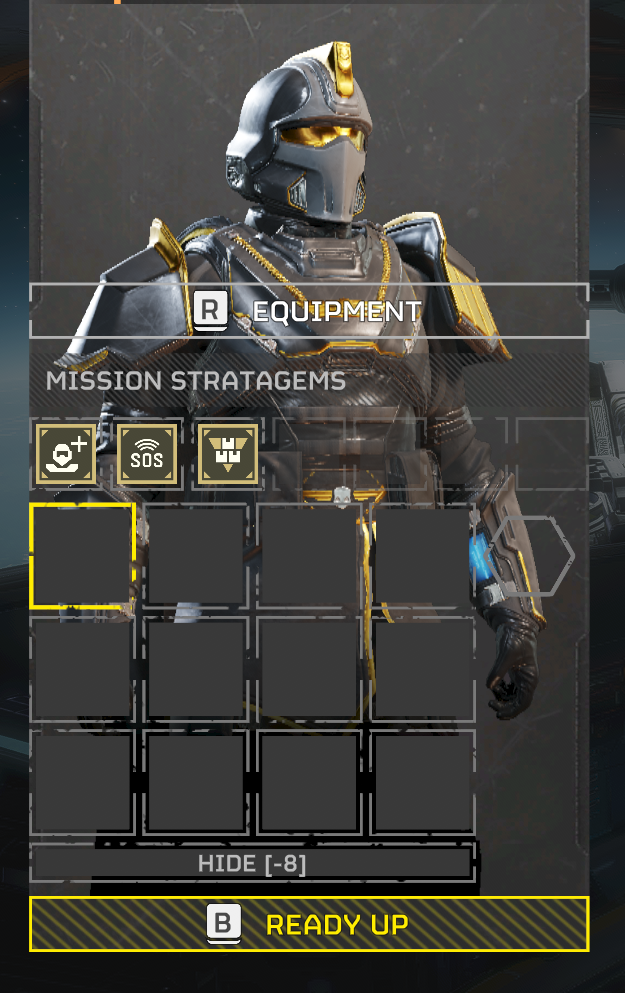 R EQUIPMENT
MISSION STRATAGEMS
SOS
HIDE [-8]
B READY UP